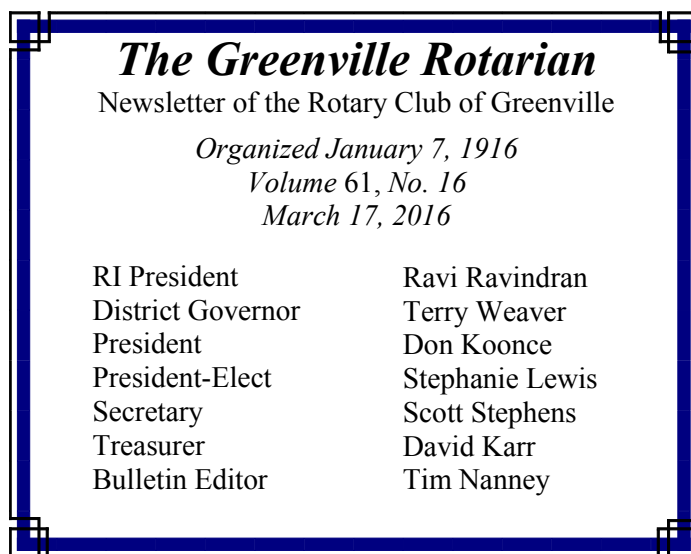 The Greenville Rotarian
Newsletter of the Rotary Club of Greenville
Organized January 7, 1916
Volume 61, No. 16
March 17, 2016
RI President Ravi Ravindran
District Governor Terry Weaver
President Don Koonce
President-Elect Stephanie Lewis
Secretary Scott Stephens
Treasurer David Karr
Bulletin Editor Tim Nanney